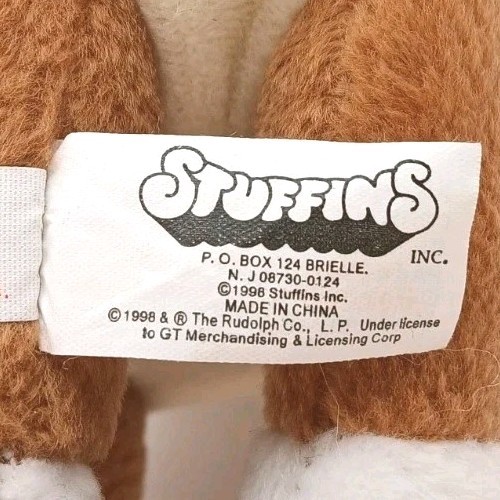 STUFFINS
INC.
P. O. BOX 124 BRIELLE.
N. J 08730-0124
©1998 Stuffins Inc.
MADE IN CHINA
©1998 & ® The Rudolph Co., L. P. Under license
to GT Merchandising & Licensing Corp